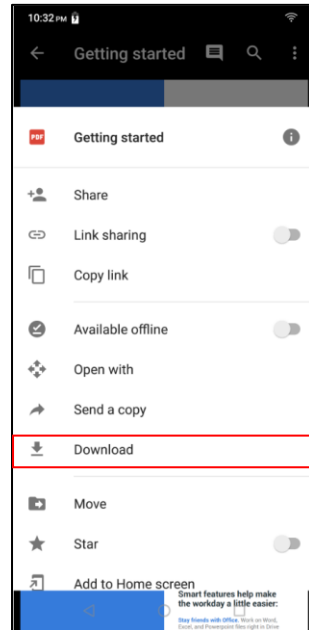 10:32 PM
Getting started
PDF Getting started
Share
Link sharing
Copy link
Available offline
Open with
Send a copy
Download
Move
Star
Add to Home screen
Smart features help make
the workday a little easier:
Stay friends with Office. Work on Word,
Excel, and Powerpoint files right in Drive